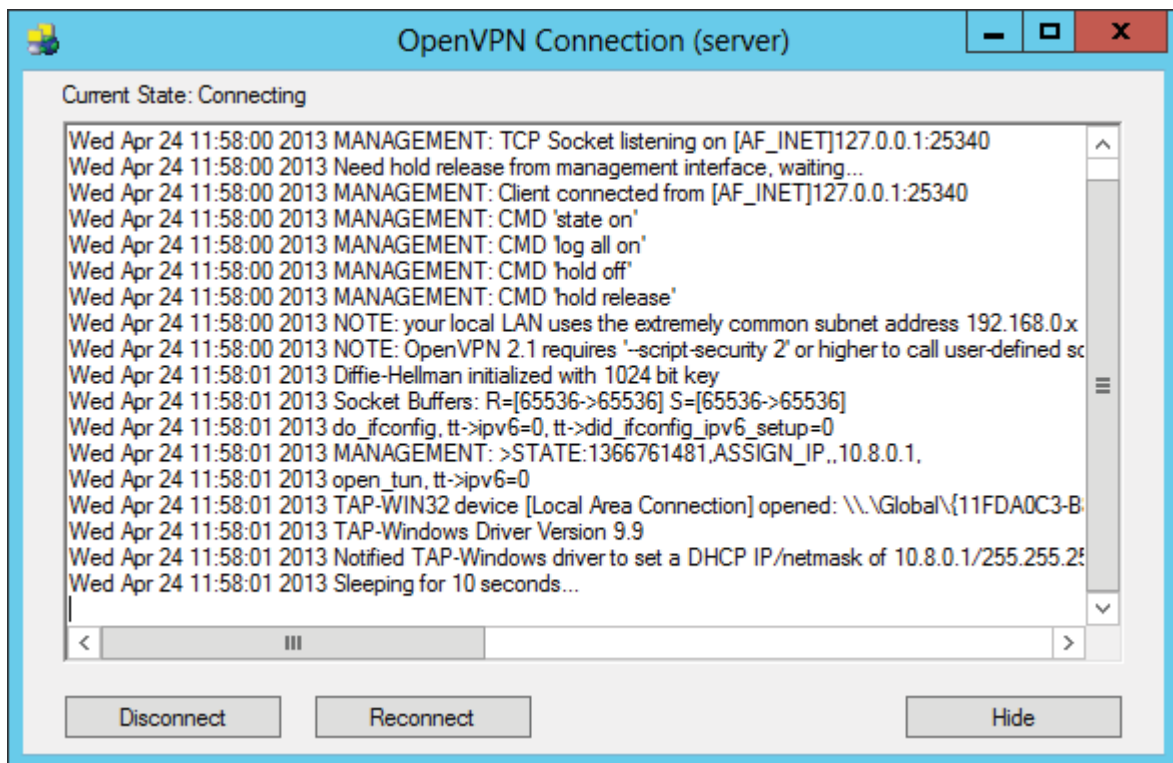 OpenVPN Connection (server)
Current State: Connecting
Wed Apr 24 11:58:00 2013 MANAGEMENT: TCP Socket listening on [AF_INET]127.0.0.1:25340
Wed Apr 24 11:58:00 2013 Need hold release from management interface, waiting...
Wed Apr 24 11:58:00 2013 MANAGEMENT: Client connected from [AF_INET]127.0.0.1:25340
Wed Apr 24 11:58:00 2013 MANAGEMENT: CMD 'state on'
Wed Apr 24 11:58:00 2013 MANAGEMENT: CMD 'log all on'
Wed Apr 24 11:58:00 2013 MANAGEMENT: CMD 'hold off'
Wed Apr 24 11:58:00 2013 MANAGEMENT: CMD 'hold release'
Wed Apr 24 11:58:00 2013 NOTE: your local LAN uses the extremely common subnet address 192.168.0.x
Wed Apr 24 11:58:00 2013 NOTE: OpenVPN 2.1 requires '--script-security 2' or higher to call user-defined
Wed Apr 24 11:58:01 2013 Diffie-Hellman initialized with 1024 bit key
Wed Apr 24 11:58:01 2013 Socket Buffers: R=[65536->65536] S=[65536->65536]
Wed Apr 24 11:58:01 2013 do_ifconfig, tt->ipv6=0, tt->did_ifconfig_ipv6_setup=0
Wed Apr 24 11:58:01 2013 MANAGEMENT: >STATE:1366761481,ASSIGN_IP,,10.8.0.1,
Wed Apr 24 11:58:01 2013 open_tun, tt->ipv6=0
Wed Apr 24 11:58:01 2013 TAP-WIN32 device [Local Area Connection] opened: \\.\Global\{11FDA0C3-B
Wed Apr 24 11:58:01 2013 TAP-Windows Driver Version 9.9
Wed Apr 24 11:58:01 2013 Notified TAP-Windows driver to set a DHCP IP/netmask of 10.8.0.1/255.255.25
Wed Apr 24 11:58:01 2013 Sleeping for 10 seconds...
Disconnect
Reconnect
Hide